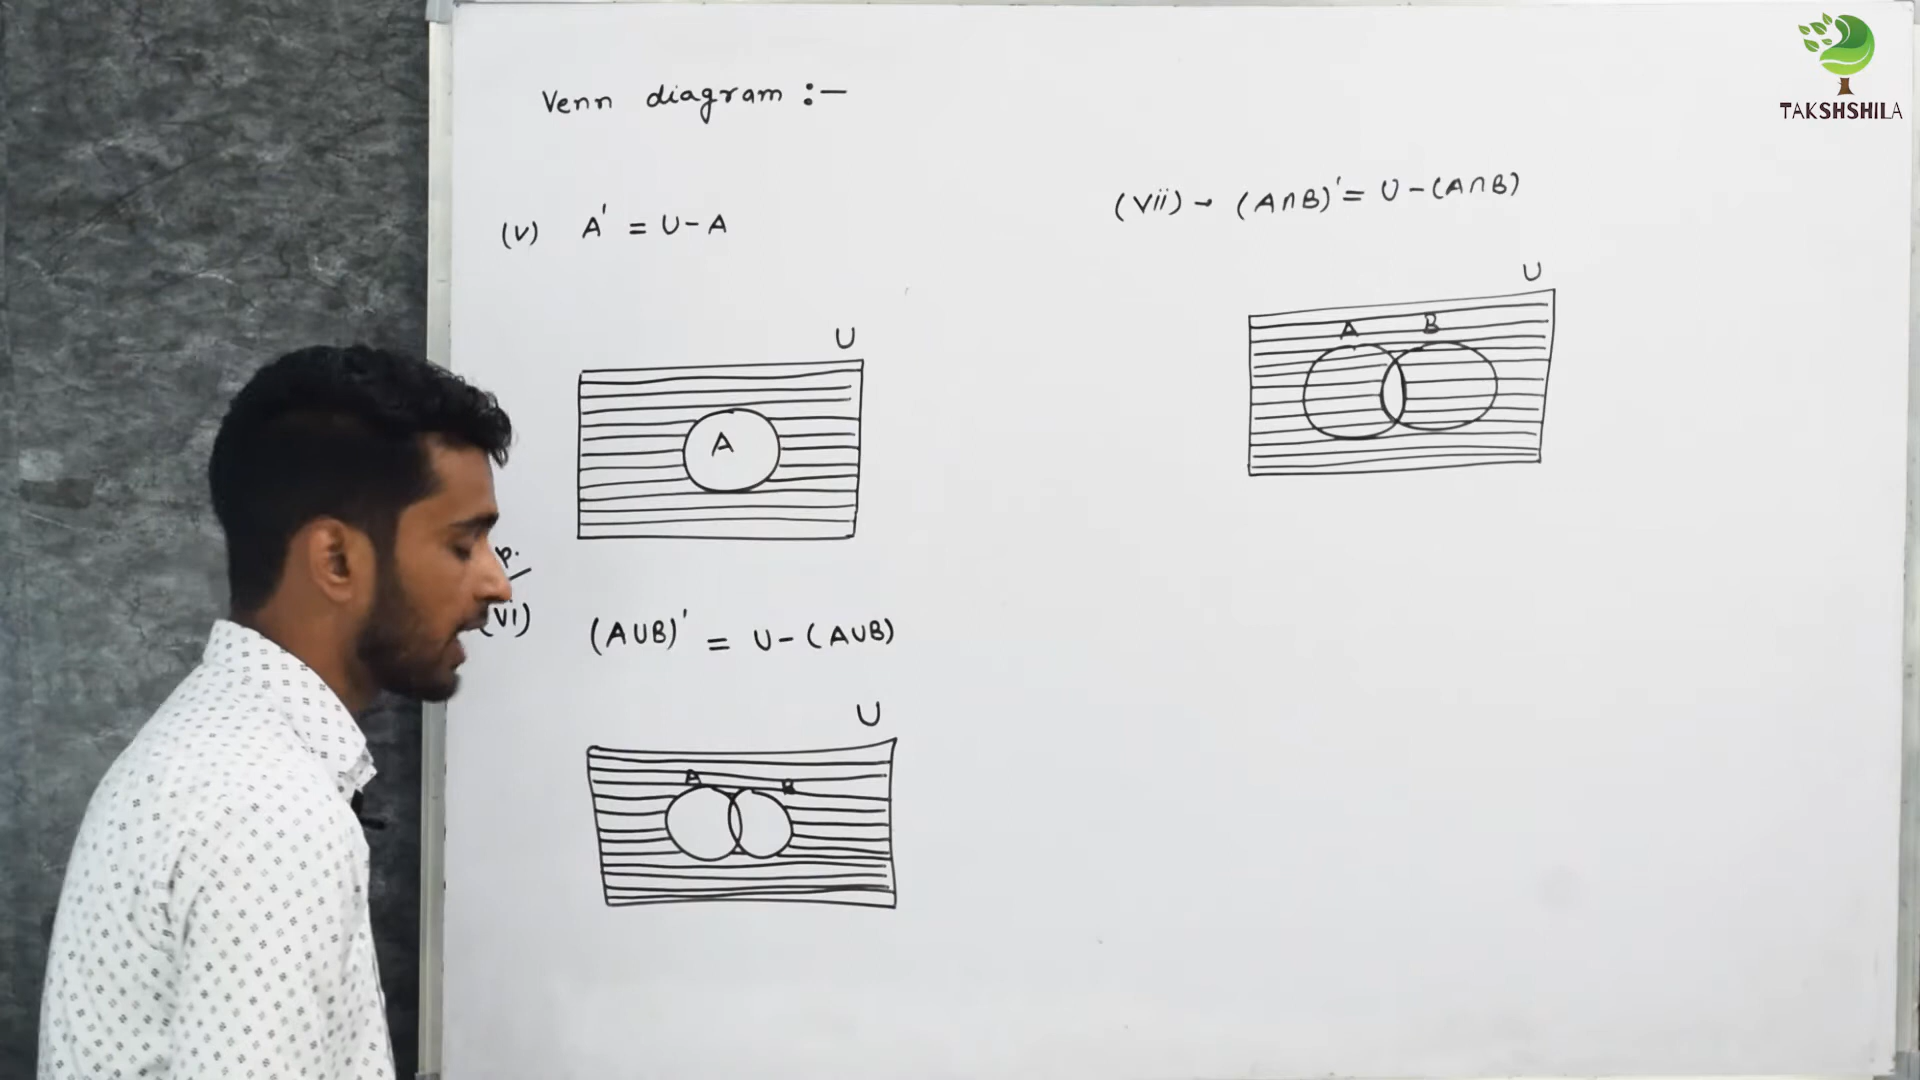 Venn diagram :-
(v) A' = U - A
U
A
(vi) (A∪B)' = U - (A∪B)
U
A B
(vii) → (A∩B)' = U - (A∩B)
U
A B
TAKSHSHILA